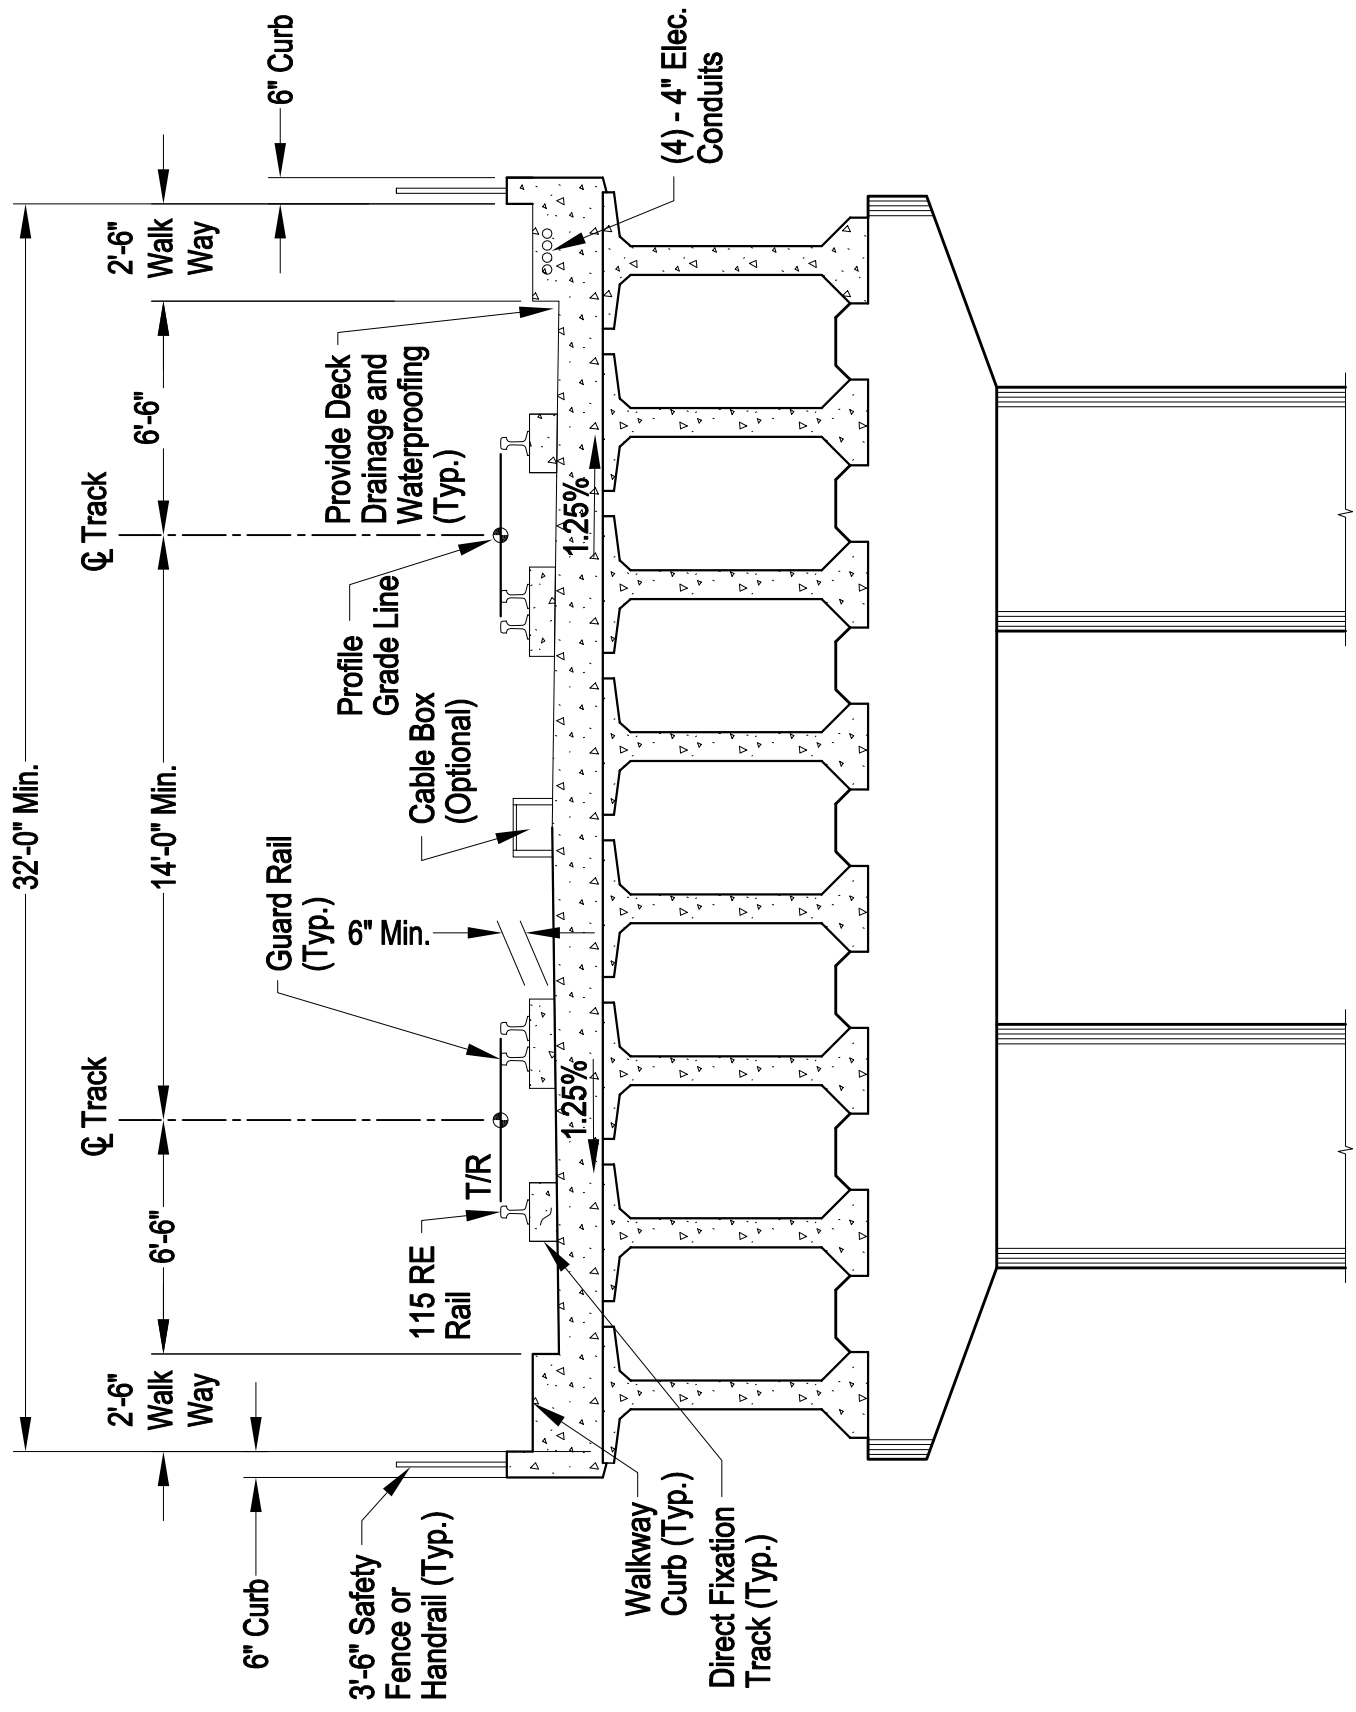 32'-0" Min.
6" Curb
2'-6"
Walk
Way
6'-6"
℄ Track
14'-0" Min.
℄ Track
6'-6"
2'-6"
Walk
Way
6" Curb
3'-6" Safety
Fence or
Handrail (Typ.)
115 RE
Rail
T/R
Guard Rail
(Typ.)
6" Min.
Cable Box
(Optional)
Profile
Grade Line
Provide Deck
Drainage and
Waterproofing
(Typ.)
(4) - 4" Elec.
Conduits
1.25%
1.25%
Walkway
Curb (Typ.)
Direct Fixation
Track (Typ.)